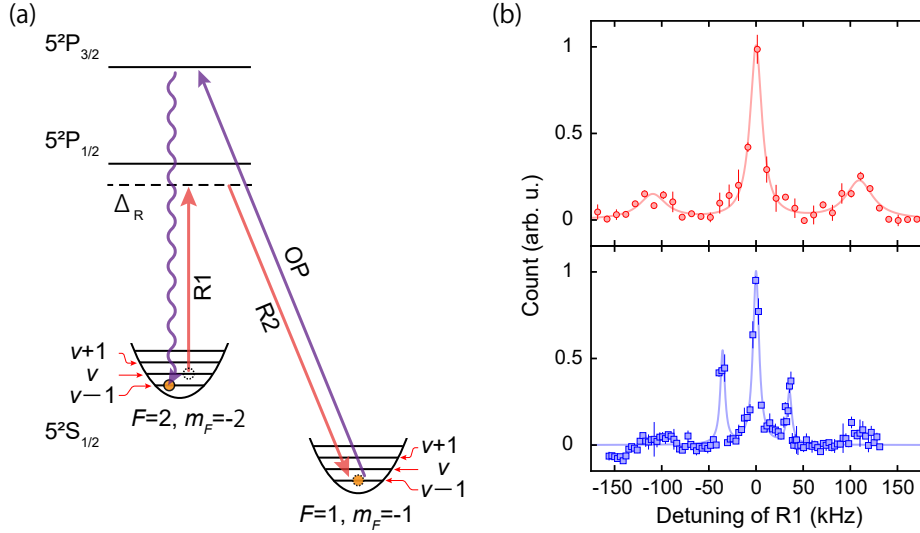 (a)
5²P3/2
5²P1/2
ΔR
R1
R2
OP
v+1
v
v−1
F=2, mF=-2
5²S1/2
v+1
v
v−1
F=1, mF=-1
(b)
Count (arb. u.)
1
0.5
0
1
0.5
0
-150 -100 -50 0 50 100 150
Detuning of R1 (kHz)